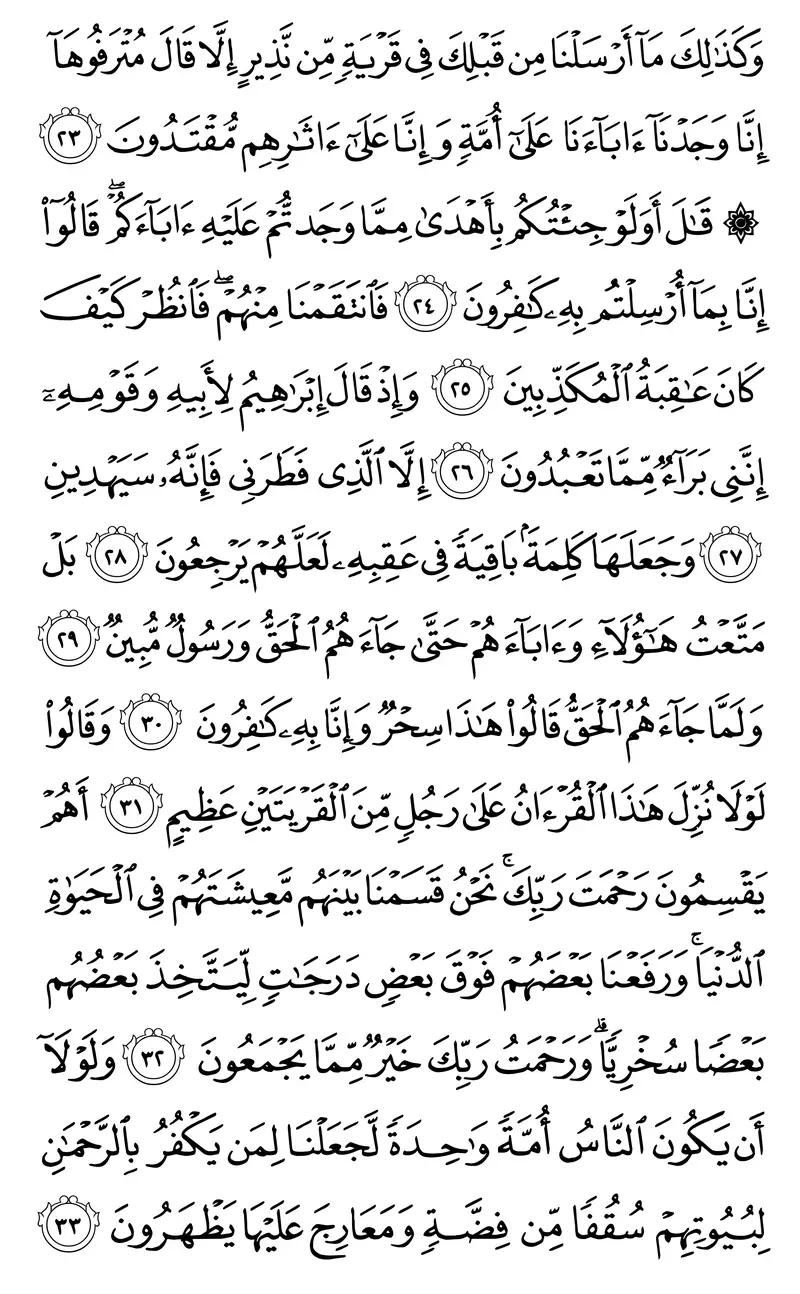 وَكَذَٰلِكَ مَآ أَرْسَلْنَا مِن قَبْلِكَ فِى قَرْيَةٍ مِّن نَّذِيرٍ إِلَّا قَالَ مُتْرَفُوهَآ
إِنَّا وَجَدْنَآ ءَابَآءَنَا عَلَىٰٓ أُمَّةٍ وَإِنَّا عَلَىٰٓ ءَاثَـٰرِهِم مُّقْتَدُونَ ٢٣
۞ قَـٰلَ أَوَلَوْ جِئْتُكُم بِأَهْدَىٰ مِمَّا وَجَدتُّمْ عَلَيْهِ ءَابَآءَكُمْ ۖ قَالُوٓا۟
إِنَّا بِمَآ أُرْسِلْتُم بِهِۦ كَـٰفِرُونَ ٢٤ فَٱنتَقَمْنَا مِنْهُمْ ۖ فَٱنظُرْ كَيْفَ
كَانَ عَـٰقِبَةُ ٱلْمُكَذِّبِينَ ٢٥ وَإِذْ قَالَ إِبْرَٰهِيمُ لِأَبِيهِ وَقَوْمِهِۦٓ
إِنَّنِى بَرَآءٌ مِّمَّا تَعْبُدُونَ ٢٦ إِلَّا ٱلَّذِى فَطَرَنِى فَإِنَّهُۥ سَيَهْدِينِ
٢٧ وَجَعَلَهَا كَلِمَةًۢ بَاقِيَةً فِى عَقِبِهِۦ لَعَلَّهُمْ يَرْجِعُونَ ٢٨ بَلْ
مَتَّعْتُ هَـٰٓؤُلَآءِ وَءَابَآءَهُمْ حَتَّىٰ جَآءَهُمُ ٱلْحَقُّ وَرَسُولٌ مُّبِينٌ ٢٩
وَلَمَّا جَآءَهُمُ ٱلْحَقُّ قَالُوا۟ هَـٰذَا سِحْرٌ وَإِنَّا بِهِۦ كَـٰفِرُونَ ٣٠ وَقَالُوا۟
لَوْلَا نُزِّلَ هَـٰذَا ٱلْقُرْءَانُ عَلَىٰ رَجُلٍ مِّنَ ٱلْقَرْيَتَيْنِ عَظِيمٍ ٣١ أَهُمْ
يَقْسِمُونَ رَحْمَتَ رَبِّكَ ۚ نَحْنُ قَسَمْنَا بَيْنَهُم مَّعِيشَتَهُمْ فِى ٱلْحَيَوٰةِ
ٱلدُّنْيَا ۚ وَرَفَعْنَا بَعْضَهُمْ فَوْقَ بَعْضٍ دَرَجَـٰتٍ لِّيَتَّخِذَ بَعْضُهُم
بَعْضًا سُخْرِيًّا ۗ وَرَحْمَتُ رَبِّكَ خَيْرٌ مِّمَّا يَجْمَعُونَ ٣٢ وَلَوْلَآ
أَن يَكُونَ ٱلنَّاسُ أُمَّةً وَٰحِدَةً لَّجَعَلْنَا لِمَن يَكْفُرُ بِٱلرَّحْمَـٰنِ
لِبُيُوتِهِمْ سُقُفًا مِّن فِضَّةٍ وَمَعَارِجَ عَلَيْهَا يَظْهَرُونَ ٣٣